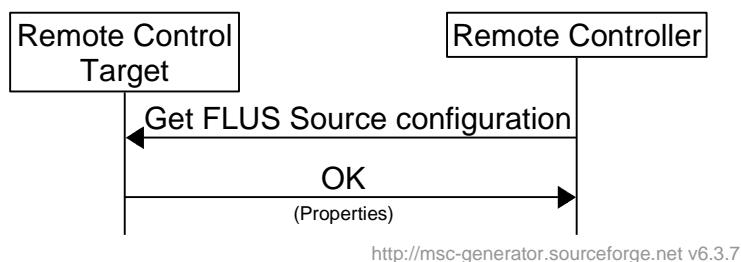 Remote Control
Target
Remote Controller
Get FLUS Source configuration
OK
(Properties)
http://msc-generator.sourceforge.net v6.3.7